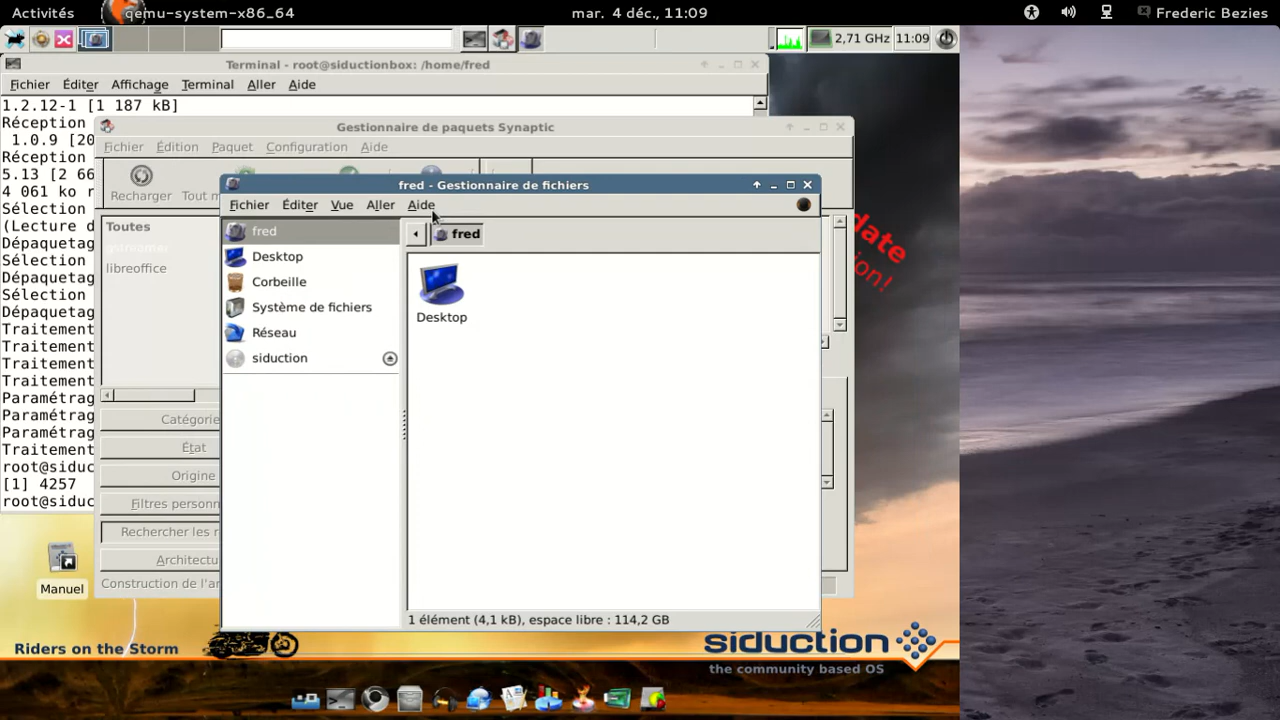 Activités
qemu-system-x86_64
mar. 4 déc., 11:09
Frederic Bezies
2,71 GHz
11:09
Terminal - root@siductionbox: /home/fred
Fichier Éditer Affichage Terminal Aller Aide
1.2.12-1 [1 187 kB]
Réception
1.0.9 [20
Réception
5.13 [2 66
4 061 ko r
Sélection
(Lecture d
Dépaquetag
Sélection
Dépaquetag
Sélection
Dépaquetag
Traitement
Traitement
Traitement
Traitement
Paramétrag
Paramétrag
Paramétrag
Traitement
root@siduc
[1] 4257
root@siduc
Gestionnaire de paquets Synaptic
Fichier Édition Paquet Configuration Aide
Recharger
Tout m
Toutes
gstreamer
libreoffice
Catégorie
État
Origine
Filtres personn
Rechercher les r
Architectu
Construction de l'ar
fred - Gestionnaire de fichiers
Fichier Éditer Vue Aller Aide
fred
Desktop
Corbeille
Système de fichiers
Réseau
siduction
fred
Desktop
1 élément (4,1 kB), espace libre : 114,2 GB
date
ion!
Manuel
Riders on the Storm
siduction
the community based OS